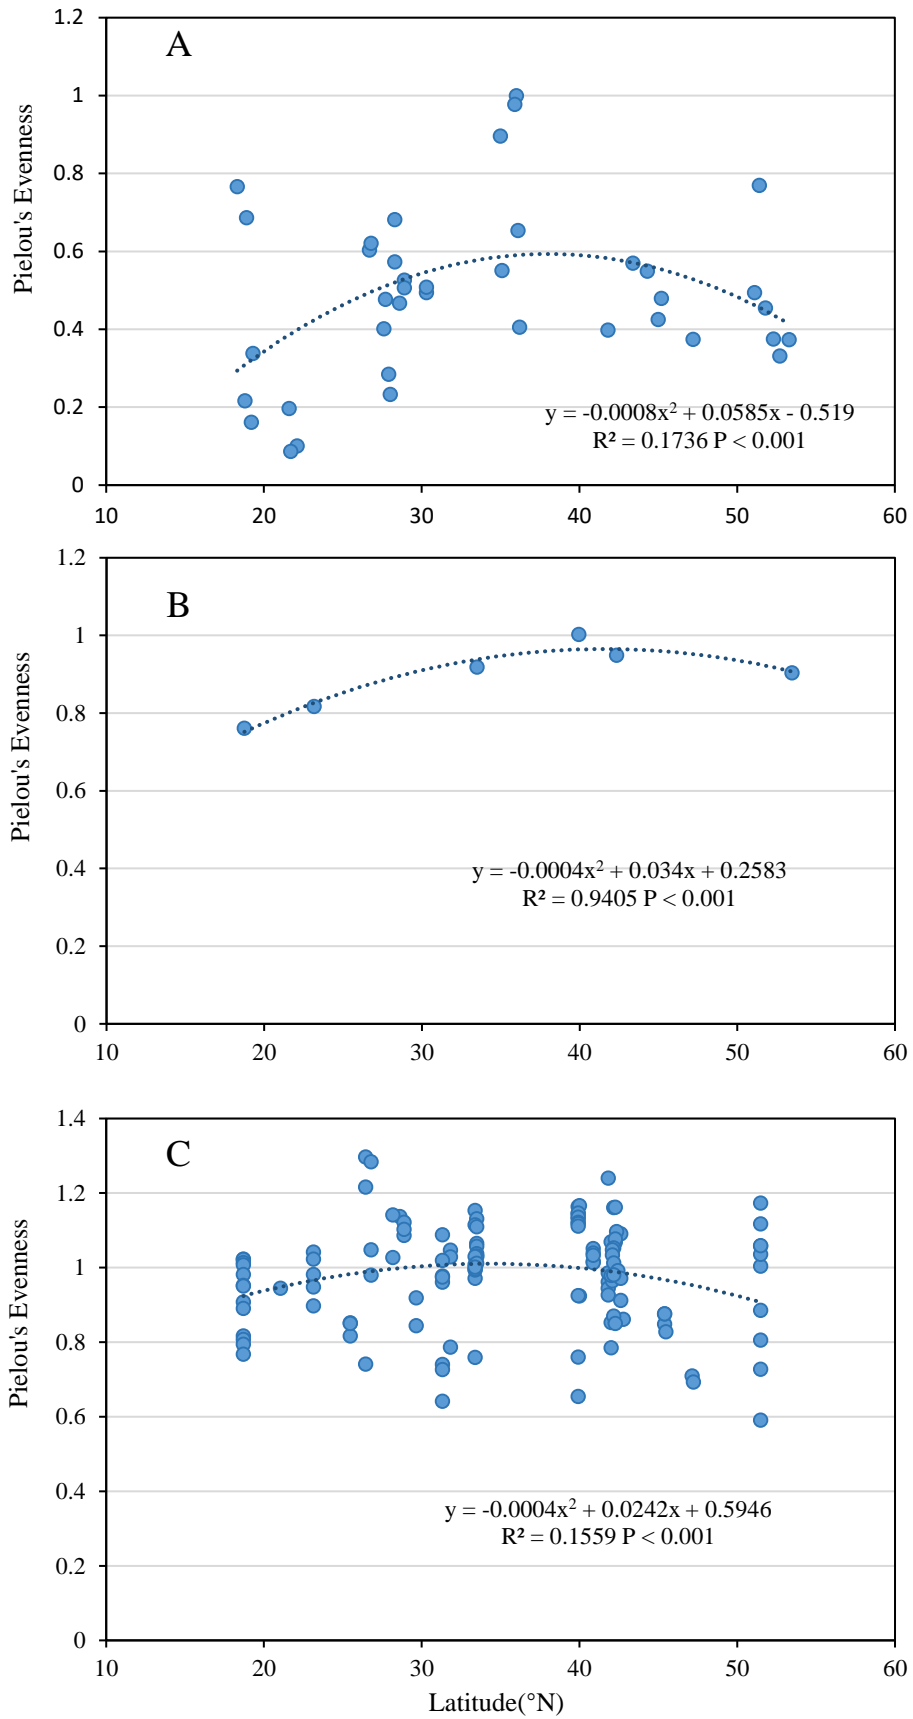 A
1.2
1
0.8
0.6
0.4
0.2
0
Pielou's Evenness
y = -0.0008x² + 0.0585x - 0.519
R² = 0.1736 P < 0.001
10 20 30 40 50 60
B
1.2
1
0.8
0.6
0.4
0.2
0
Pielou's Evenness
y = -0.0004x² + 0.034x + 0.2583
R² = 0.9405 P < 0.001
10 20 30 40 50 60
C
1.4
1.2
1
0.8
0.6
0.4
0.2
0
Pielou's Evenness
y = -0.0004x² + 0.0242x + 0.5946
R² = 0.1559 P < 0.001
10 20 30 40 50 60
Latitude(°N)